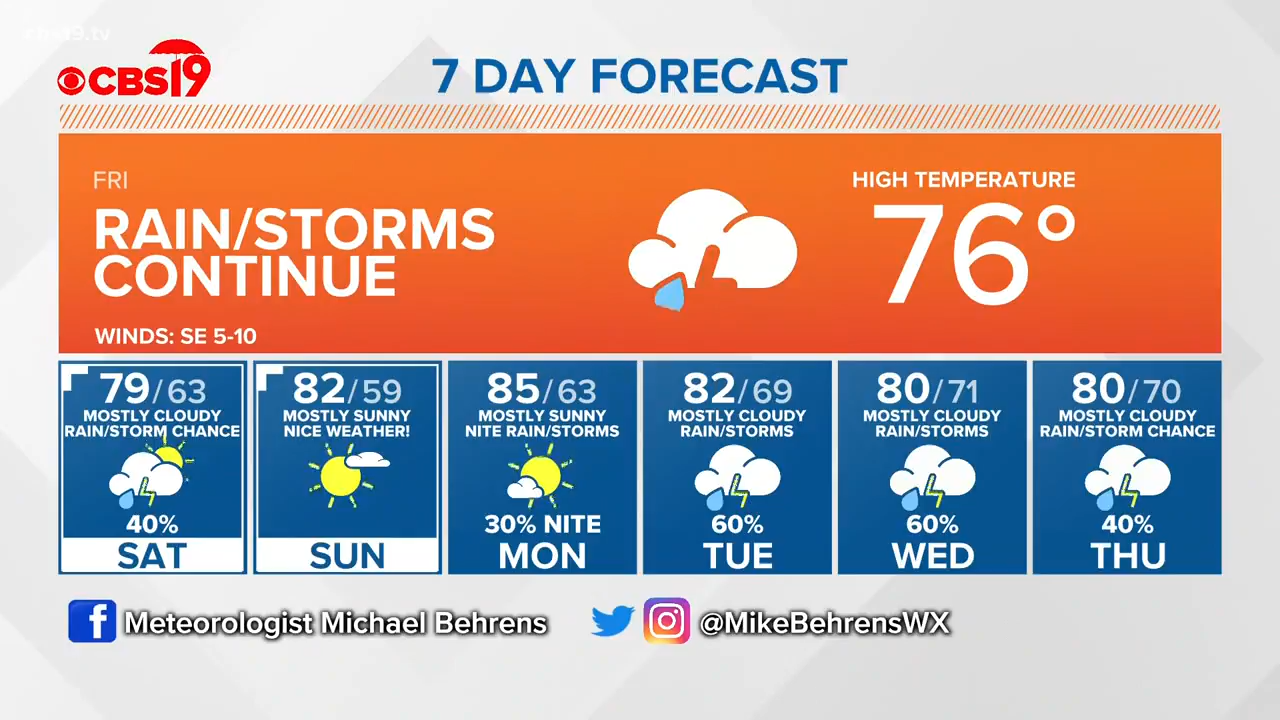 cbs19.tv
CBS19
7 DAY FORECAST
FRI
RAIN/STORMS
CONTINUE
WINDS: SE 5-10
HIGH TEMPERATURE
76°
79/63
MOSTLY CLOUDY
RAIN/STORM CHANCE
40%
SAT
82/59
MOSTLY SUNNY
NICE WEATHER!
SUN
85/63
MOSTLY SUNNY
NITE RAIN/STORMS
30% NITE
MON
82/69
MOSTLY CLOUDY
RAIN/STORMS
60%
TUE
80/71
MOSTLY CLOUDY
RAIN/STORMS
60%
WED
80/70
MOSTLY CLOUDY
RAIN/STORM CHANCE
40%
THU
f Meteorologist Michael Behrens
@MikeBehrensWX